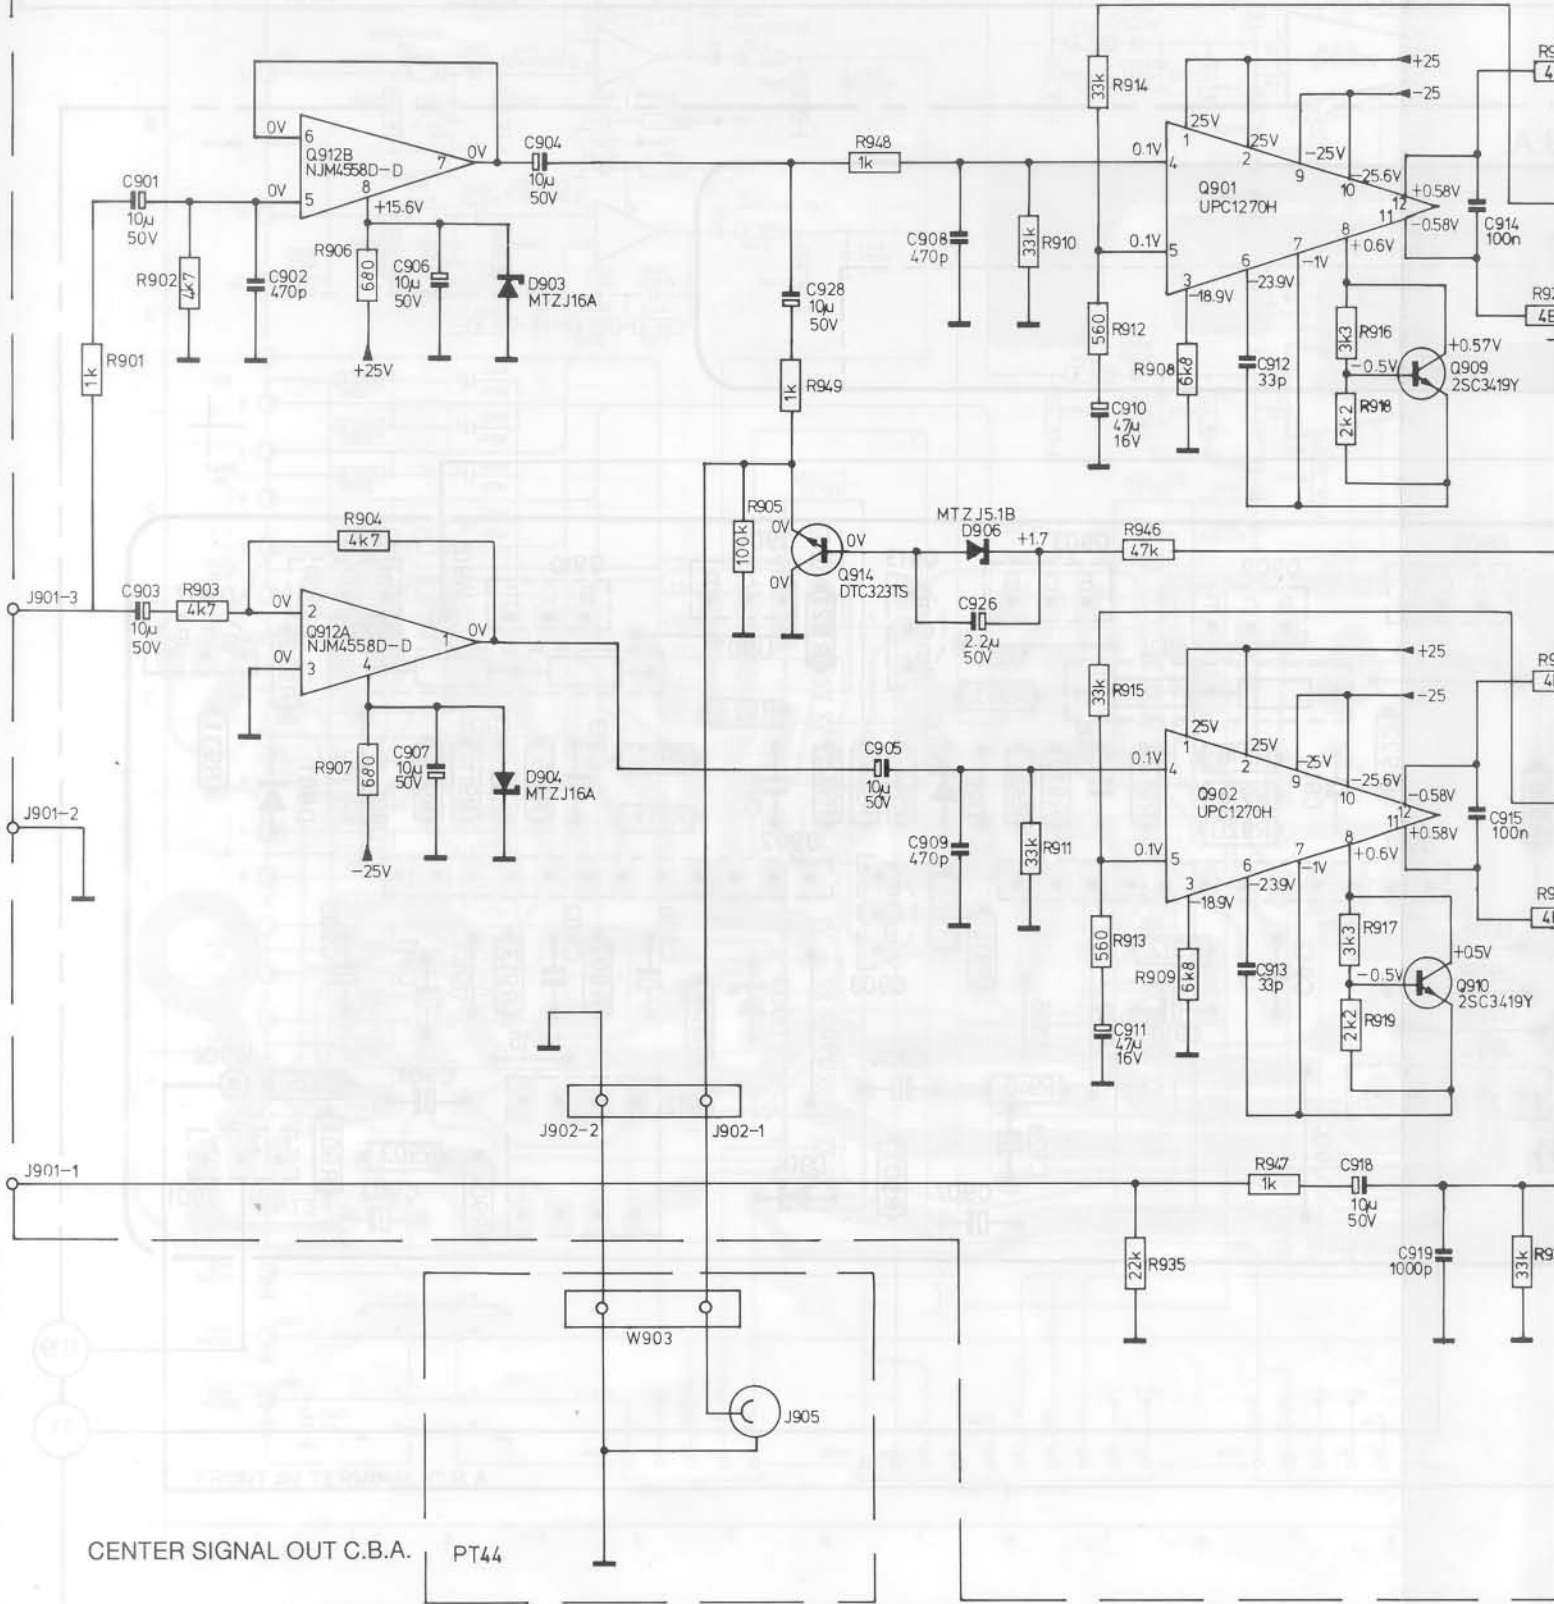 R914
33k
+25
-25
25V
1
25V
2
-25V
9
-25.6V
10
0V
6
Q912B
NJM4558D-D
7
0V
8
+15.6V
0V
5
C901
10µ
50V
R902
4k7
C902
470p
R906
680
C906
10µ
50V
D903
MTZJ16A
+25V
R901
1k
C904
10µ
50V
R948
1k
C908
470p
R910
33k
0.1V
4
Q901
UPC1270H
0.1V
5
3
-18.9V
6
-23.9V
7
-1V
8
+0.6V
12
+0.58V
11
-0.58V
C914
100n
C928
10µ
50V
R949
1k
R912
560
C910
47µ
16V
R908
6k8
C912
33p
R916
3k3
-0.5V
R918
2k2
+0.57V
Q909
2SC3419Y
R904
4k7
R905
100k
0V
0V
0V
Q914
DTC323TS
MTZJ5.1B
D906
+1.7
C926
2.2µ
50V
R946
47k
J901-3
C903
10µ
50V
R903
4k7
0V
2
Q912A
NJM4558D-D
1
0V
0V
3
4
R907
680
C907
10µ
50V
D904
MTZJ16A
-25V
J901-2
R915
33k
+25
-25
25V
1
25V
2
-25V
9
-25.6V
10
C905
10µ
50V
C909
470p
R911
33k
0.1V
4
Q902
UPC1270H
0.1V
5
3
-18.9V
6
-23.9V
7
-1V
8
+0.6V
12
-0.58V
11
+0.58V
C915
100n
R913
560
C911
47µ
16V
R909
6k8
C913
33p
R917
3k3
-0.5V
R919
2k2
+0.5V
Q910
2SC3419Y
J902-2
J902-1
J901-1
R947
1k
C918
10µ
50V
R935
22k
C919
1000p
33k
W903
J905
CENTER SIGNAL OUT C.B.A.
PT44